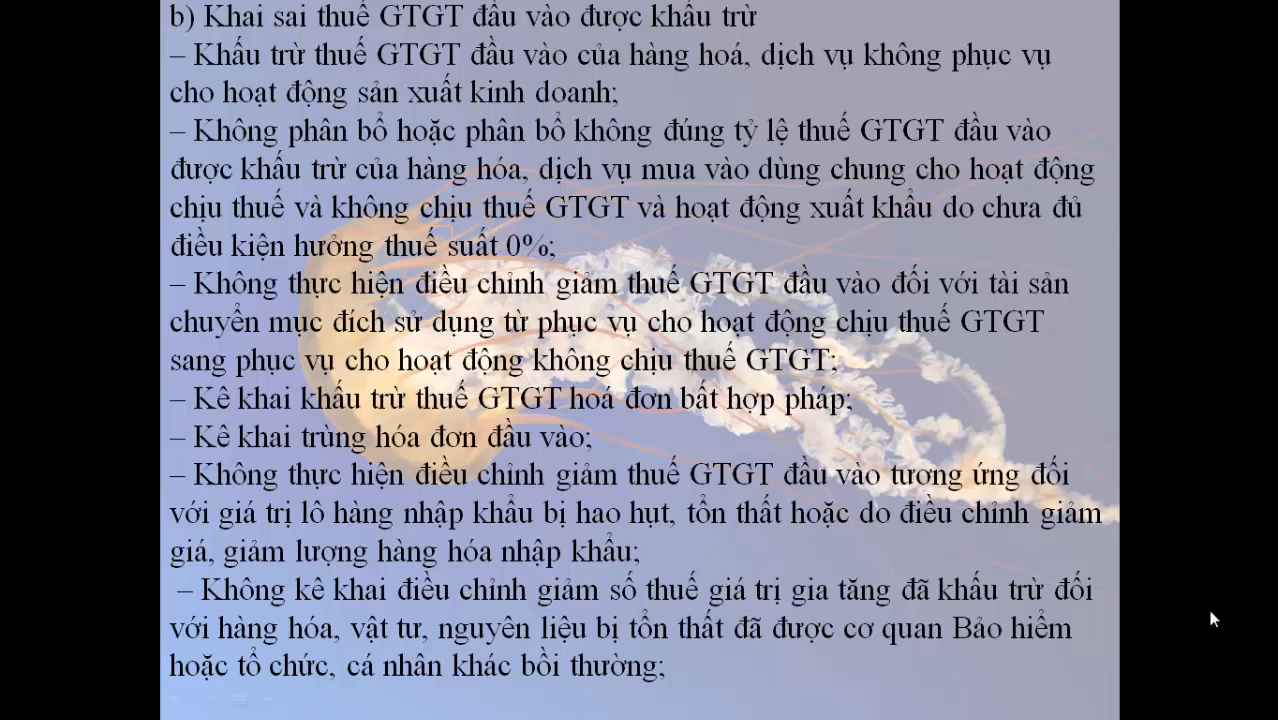 b) Khai sai thuế GTGT đầu vào được khấu trừ
– Khấu trừ thuế GTGT đầu vào của hàng hoá, dịch vụ không phục vụ
cho hoạt động sản xuất kinh doanh;
– Không phân bổ hoặc phân bổ không đúng tỷ lệ thuế GTGT đầu vào
được khấu trừ của hàng hóa, dịch vụ mua vào dùng chung cho hoạt động
chịu thuế và không chịu thuế GTGT và hoạt động xuất khẩu do chưa đủ
điều kiện hưởng thuế suất 0%;
– Không thực hiện điều chỉnh giảm thuế GTGT đầu vào đối với tài sản
chuyển mục đích sử dụng từ phục vụ cho hoạt động chịu thuế GTGT
sang phục vụ cho hoạt động không chịu thuế GTGT;
– Kê khai khấu trừ thuế GTGT hoá đơn bất hợp pháp;
– Kê khai trùng hóa đơn đầu vào;
– Không thực hiện điều chỉnh giảm thuế GTGT đầu vào tương ứng đối
với giá trị lô hàng nhập khẩu bị hao hụt, tổn thất hoặc do điều chỉnh giảm
giá, giảm lượng hàng hóa nhập khẩu;
– Không kê khai điều chỉnh giảm số thuế giá trị gia tăng đã khấu trừ đối
với hàng hóa, vật tư, nguyên liệu bị tổn thất đã được cơ quan Bảo hiểm
hoặc tổ chức, cá nhân khác bồi thường;